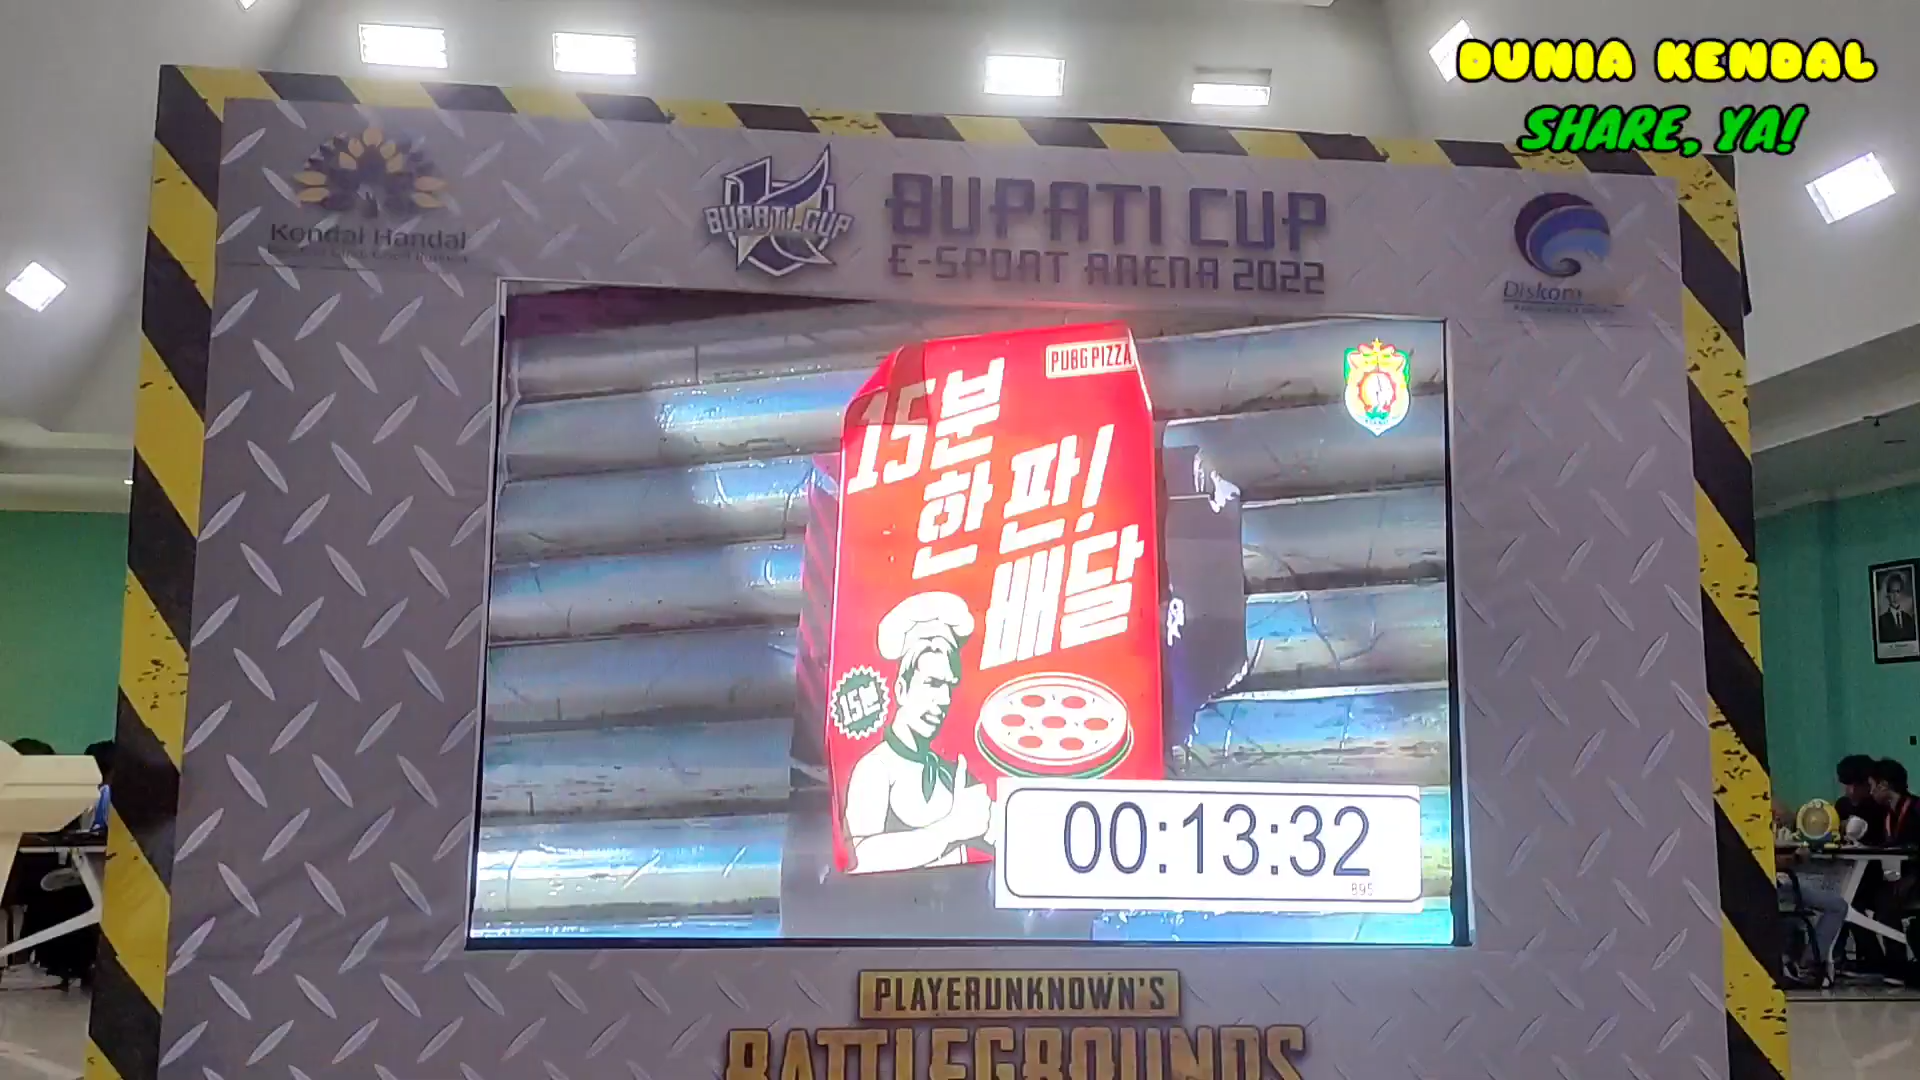 DUNIA KENDAL
SHARE, YA!
Kendal Handal
BUPATI CUP
BUPATI CUP
E-SPORT ARENA 2022
Diskom
PUBG PIZZA
15분
한 판!
배달
15분
00:13:32
895
PLAYERUNKNOWN'S
BATTLEGROUNDS